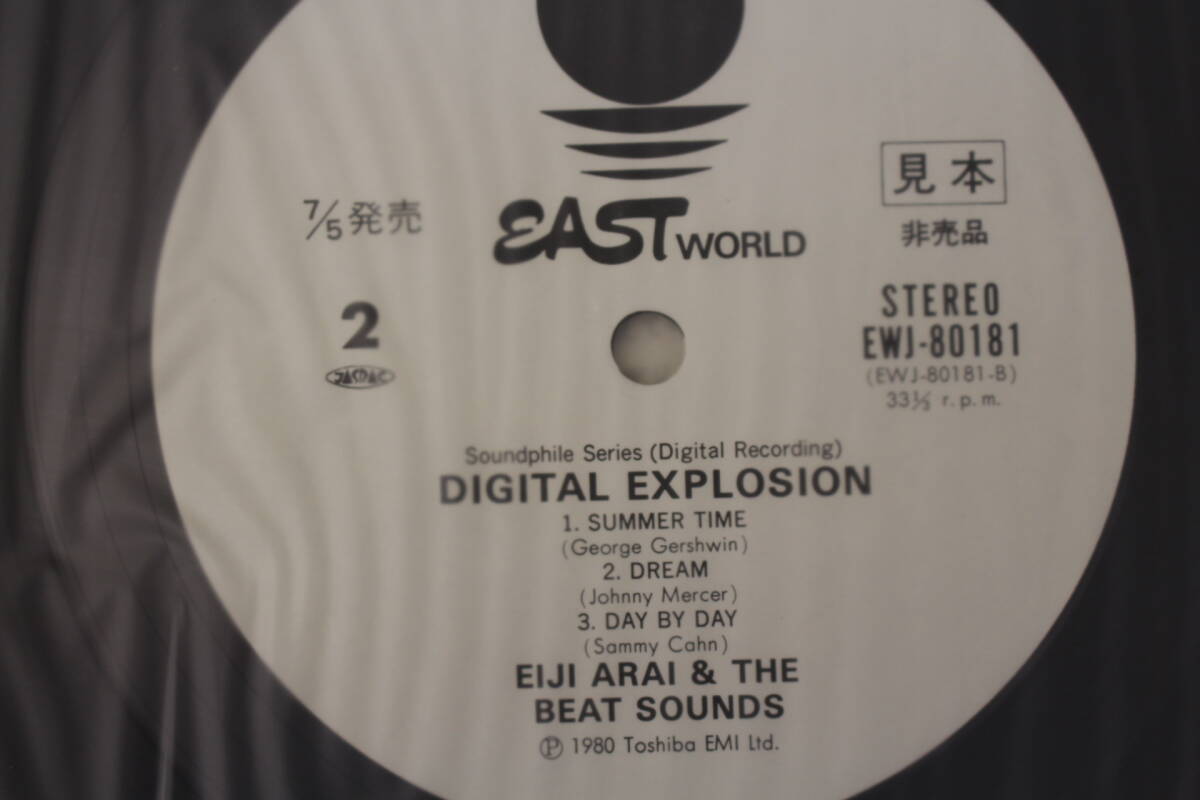 EAST WORLD
7/5発売
見本
非売品
2
JASRAC
STEREO
EWJ-80181
(EWJ-80181-B)
33⅓ r.p.m.
Soundphile Series (Digital Recording)
DIGITAL EXPLOSION
1. SUMMER TIME
(George Gershwin)
2. DREAM
(Johnny Mercer)
3. DAY BY DAY
(Sammy Cahn)
EIJI ARAI & THE
BEAT SOUNDS
Ⓟ 1980 Toshiba EMI Ltd.